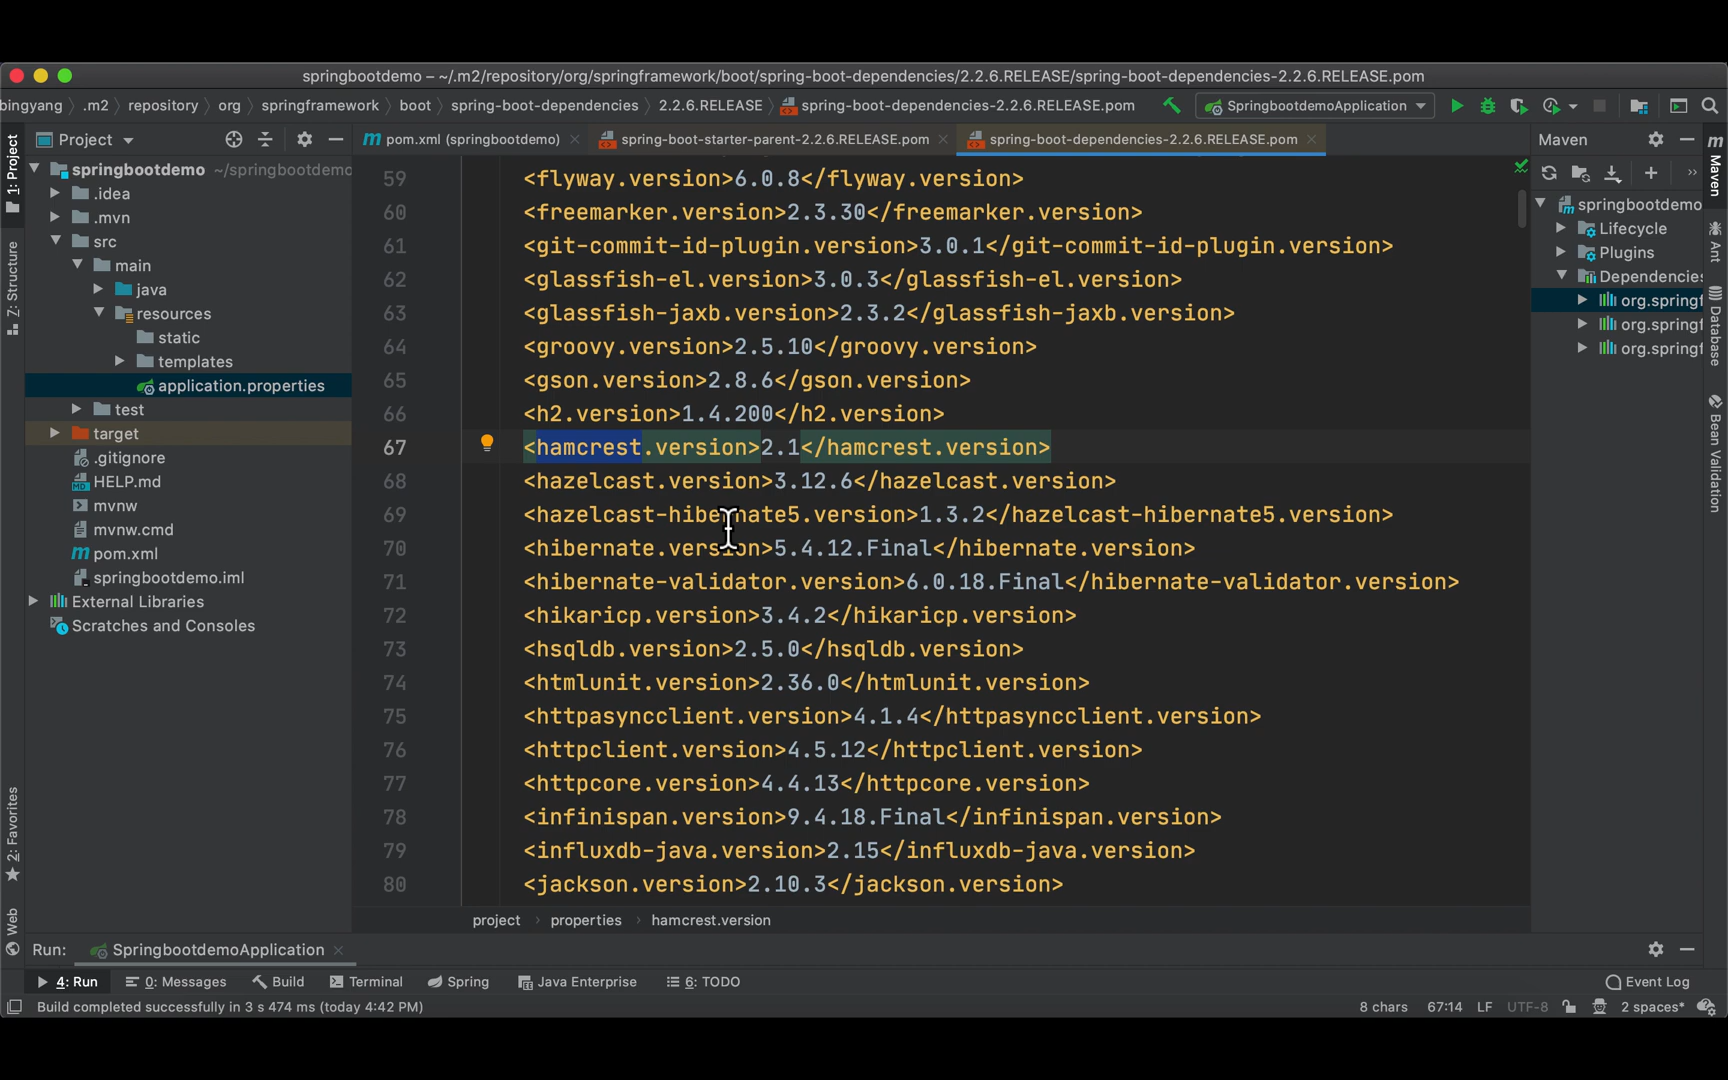 springbootdemo – ~/.m2/repository/org/springframework/boot/spring-boot-dependencies/2.2.6.RELEASE/spring-boot-dependencies-2.2.6.RELEASE.pom
bingyang .m2 repository org springframework boot spring-boot-dependencies 2.2.6.RELEASE spring-boot-dependencies-2.2.6.RELEASE.pom SpringbootdemoApplication
Project pom.xml (springbootdemo) spring-boot-starter-parent-2.2.6.RELEASE.pom spring-boot-dependencies-2.2.6.RELEASE.pom Maven
1: Project
Z: Structure
2: Favorites
Web
springbootdemo ~/springbootdemo
.idea
.mvn
src
main
java
resources
static
templates
application.properties
test
target
.gitignore
HELP.md
mvnw
mvnw.cmd
pom.xml
springbootdemo.iml
External Libraries
Scratches and Consoles
59 <flyway.version>6.0.8</flyway.version>
60 <freemarker.version>2.3.30</freemarker.version>
61 <git-commit-id-plugin.version>3.0.1</git-commit-id-plugin.version>
62 <glassfish-el.version>3.0.3</glassfish-el.version>
63 <glassfish-jaxb.version>2.3.2</glassfish-jaxb.version>
64 <groovy.version>2.5.10</groovy.version>
65 <gson.version>2.8.6</gson.version>
66 <h2.version>1.4.200</h2.version>
67 <hamcrest.version>2.1</hamcrest.version>
68 <hazelcast.version>3.12.6</hazelcast.version>
69 <hazelcast-hibernate5.version>1.3.2</hazelcast-hibernate5.version>
70 <hibernate.version>5.4.12.Final</hibernate.version>
71 <hibernate-validator.version>6.0.18.Final</hibernate-validator.version>
72 <hikaricp.version>3.4.2</hikaricp.version>
73 <hsqldb.version>2.5.0</hsqldb.version>
74 <htmlunit.version>2.36.0</htmlunit.version>
75 <httpasyncclient.version>4.1.4</httpasyncclient.version>
76 <httpclient.version>4.5.12</httpclient.version>
77 <httpcore.version>4.4.13</httpcore.version>
78 <infinispan.version>9.4.18.Final</infinispan.version>
79 <influxdb-java.version>2.15</influxdb-java.version>
80 <jackson.version>2.10.3</jackson.version>
project properties hamcrest.version
springbootdemo
Lifecycle
Plugins
Dependencies
org.springf
org.springf
org.springf
Maven
Ant
Database
Bean Validation
Run: SpringbootdemoApplication
4: Run 0: Messages Build Terminal Spring Java Enterprise 6: TODO Event Log
Build completed successfully in 3 s 474 ms (today 4:42 PM) 8 chars 67:14 LF UTF-8 2 spaces*